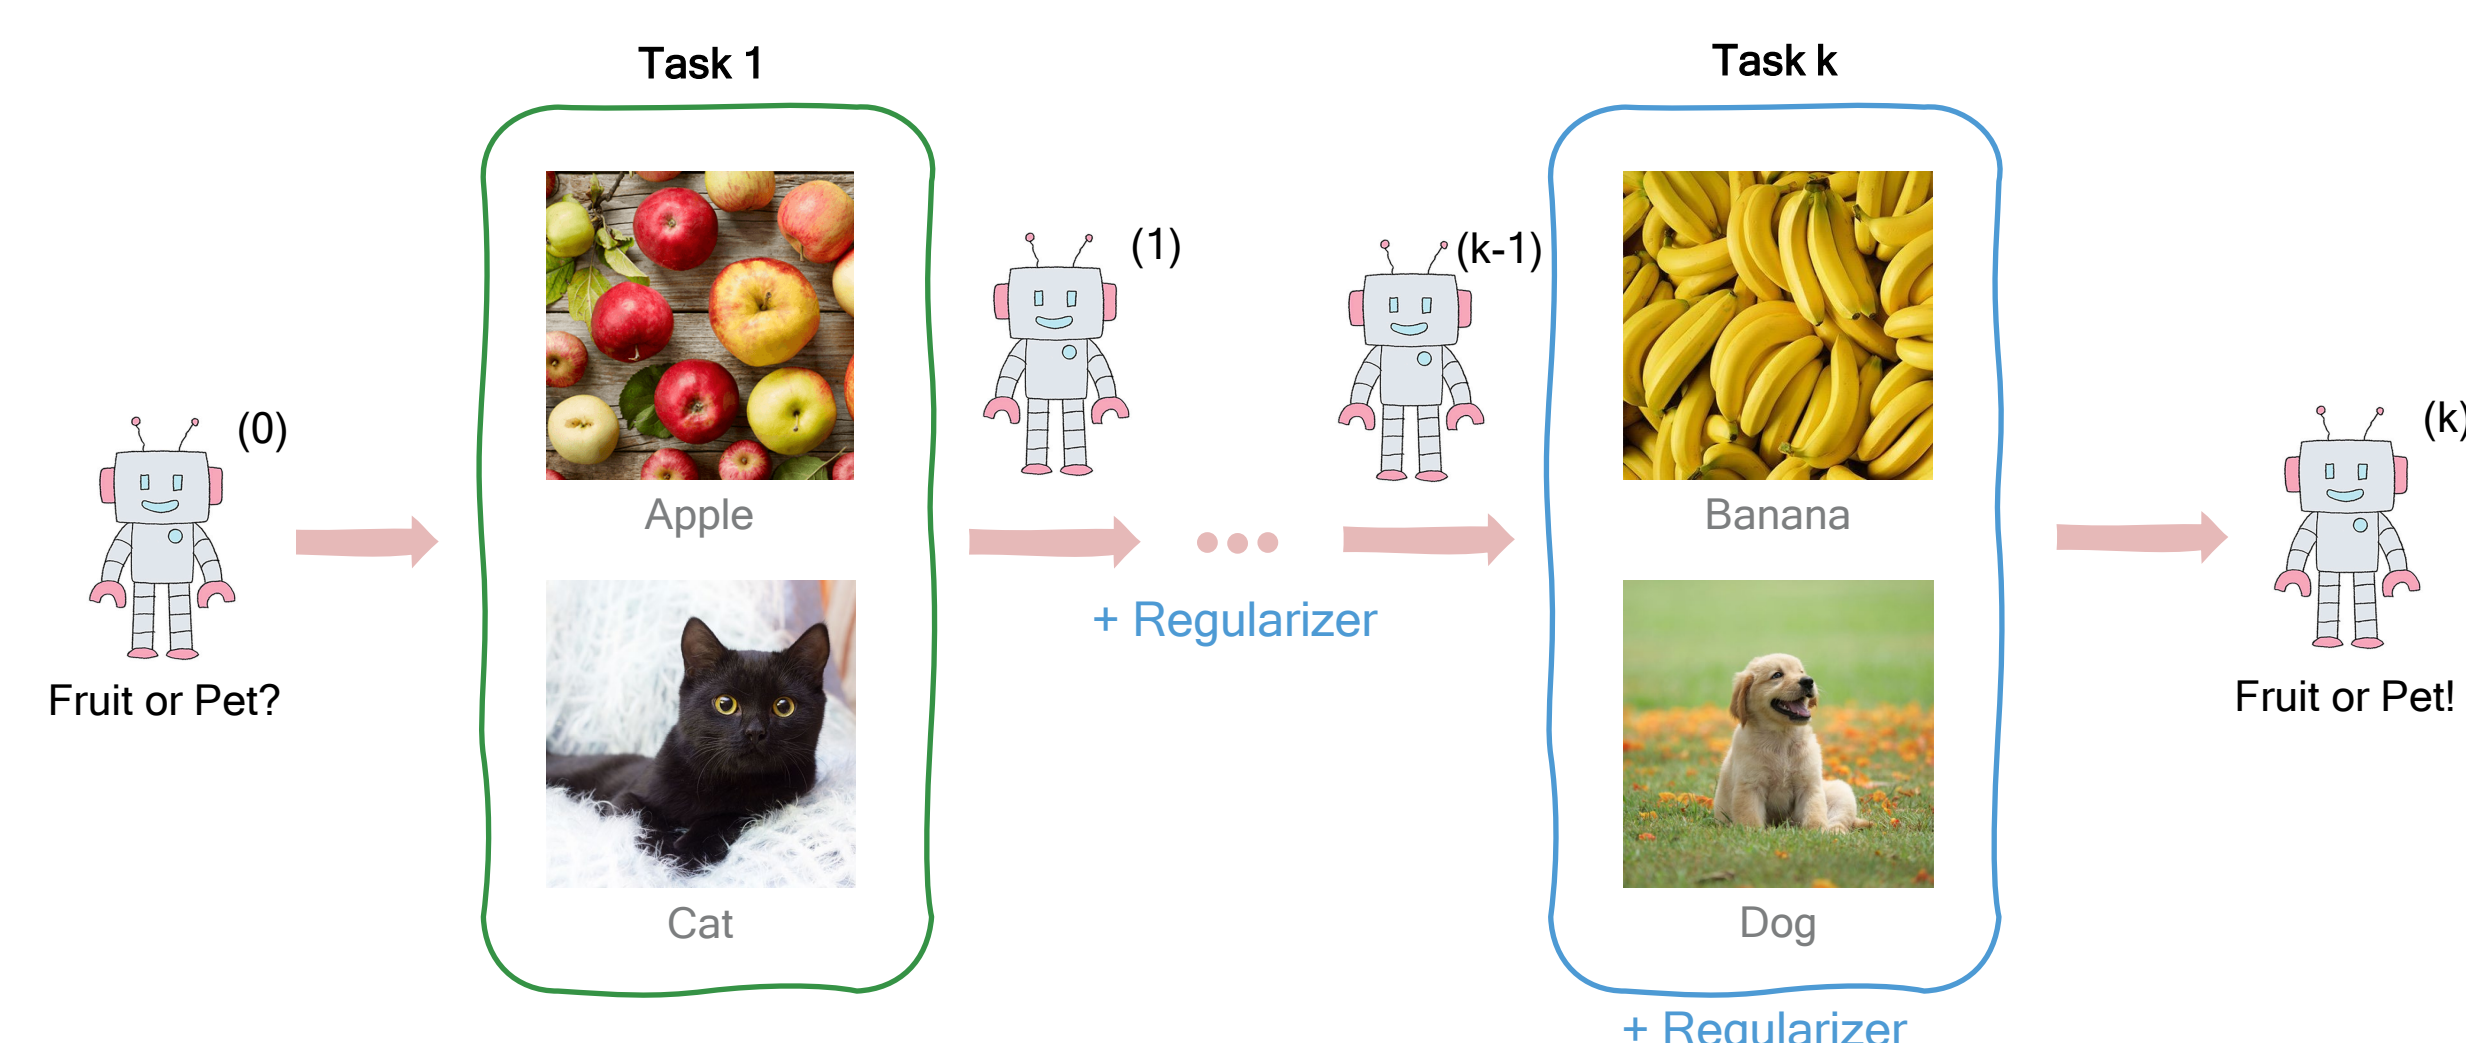 Task 1
Task k
(0)
(1)
(k-1)
(k)
Apple
Banana
+ Regularizer
Fruit or Pet?
Fruit or Pet!
Cat
Dog
+ Regularizer